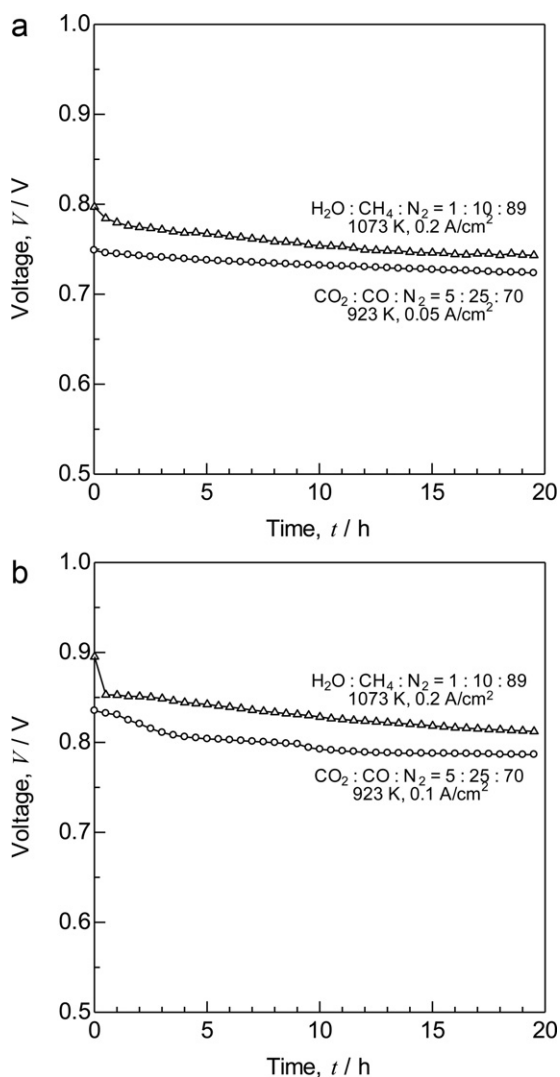 a
1.0
0.9
0.8
0.7
0.6
0.5
Voltage, V / V
H₂O : CH₄ : N₂ = 1 : 10 : 89
1073 K, 0.2 A/cm²
CO₂ : CO : N₂ = 5 : 25 : 70
923 K, 0.05 A/cm²
0 5 10 15 20
Time, t / h
b
1.0
0.9
0.8
0.7
0.6
0.5
Voltage, V / V
H₂O : CH₄ : N₂ = 1 : 10 : 89
1073 K, 0.2 A/cm²
CO₂ : CO : N₂ = 5 : 25 : 70
923 K, 0.1 A/cm²
0 5 10 15 20
Time, t / h